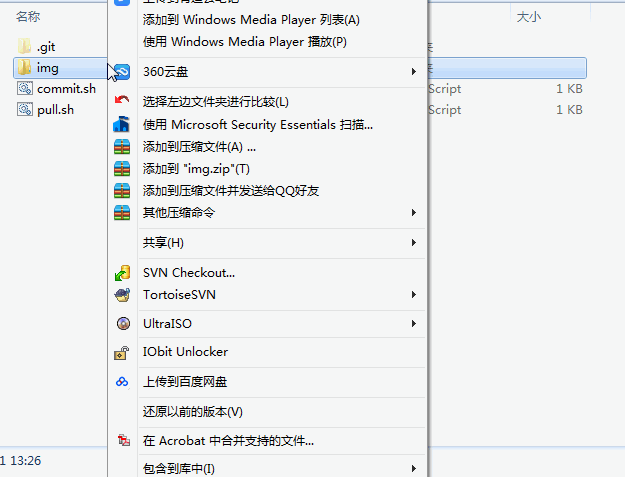 名称
大小
.git
img
commit.sh
Script
1 KB
pull.sh
Script
1 KB
添加到 Windows Media Player 列表(A)
使用 Windows Media Player 播放(P)
360云盘
选择左边文件夹进行比较(L)
使用 Microsoft Security Essentials 扫描...
添加到压缩文件(A) ...
添加到 "img.zip"(T)
添加到压缩文件并发送给QQ好友
其他压缩命令
共享(H)
SVN Checkout...
TortoiseSVN
UltraISO
IObit Unlocker
上传到百度网盘
还原以前的版本(V)
在 Acrobat 中合并支持的文件...
包含到库中(I)
1 13:26